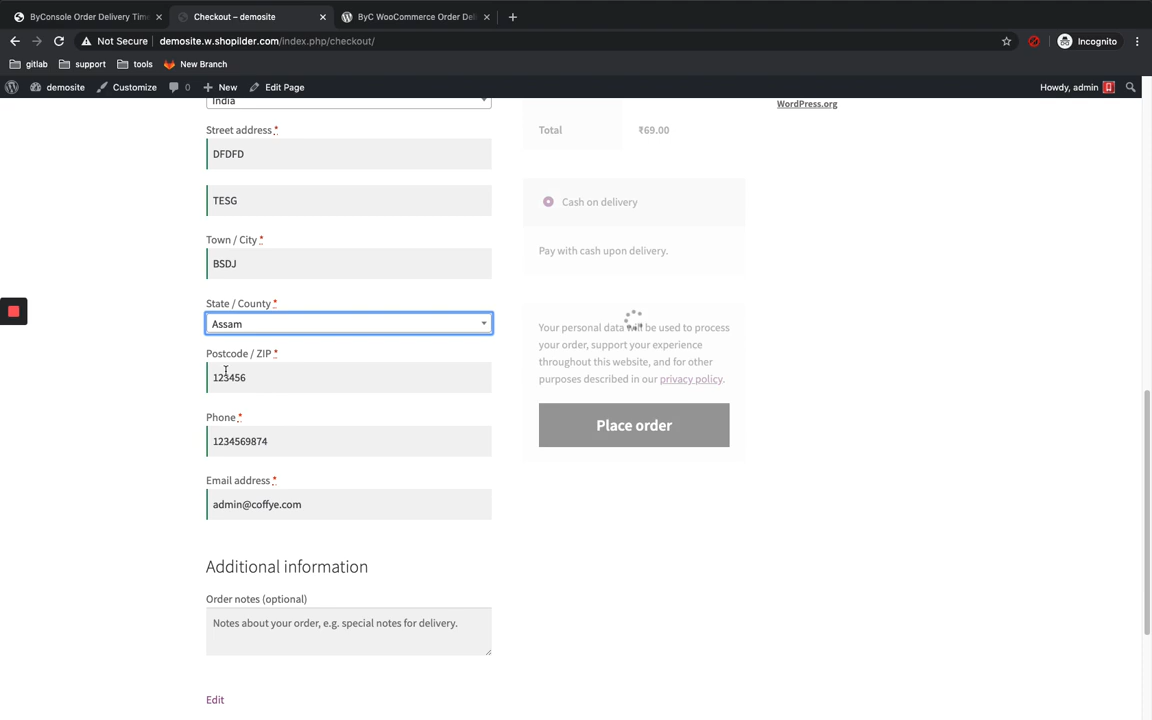 ByConsole Order Delivery Time
Checkout – demosite
ByC WooCommerce Order Del
Not Secure
demosite.w.shopilder.com/index.php/checkout/
Incognito
gitlab
support
tools
New Branch
demosite
Customize
0
New
Edit Page
Howdy, admin
India
Street address *
DFDFD
TESG
Town / City *
BSDJ
State / County *
Assam
Postcode / ZIP *
123456
Phone *
1234569874
Email address *
admin@coffye.com
Additional information
Order notes (optional)
Notes about your order, e.g. special notes for delivery.
Edit
Total ₹69.00
Cash on delivery
Pay with cash upon delivery.
Your personal data will be used to process
your order, support your experience
throughout this website, and for other
purposes described in our privacy policy.
Place order
WordPress.org